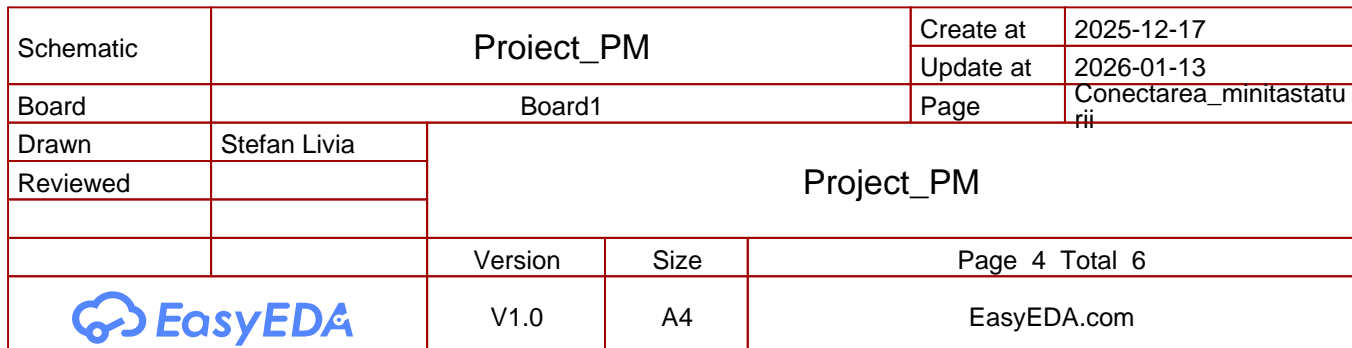 Schematic
Proiect_PM
Create at 2025-12-17
Update at 2026-01-13
Board
Board1
Page
Conectarea_minitastatu
rii
Drawn Stefan Livia
Reviewed
Project_PM
Version Size Page 4 Total 6
EasyEDA V1.0 A4 EasyEDA.com